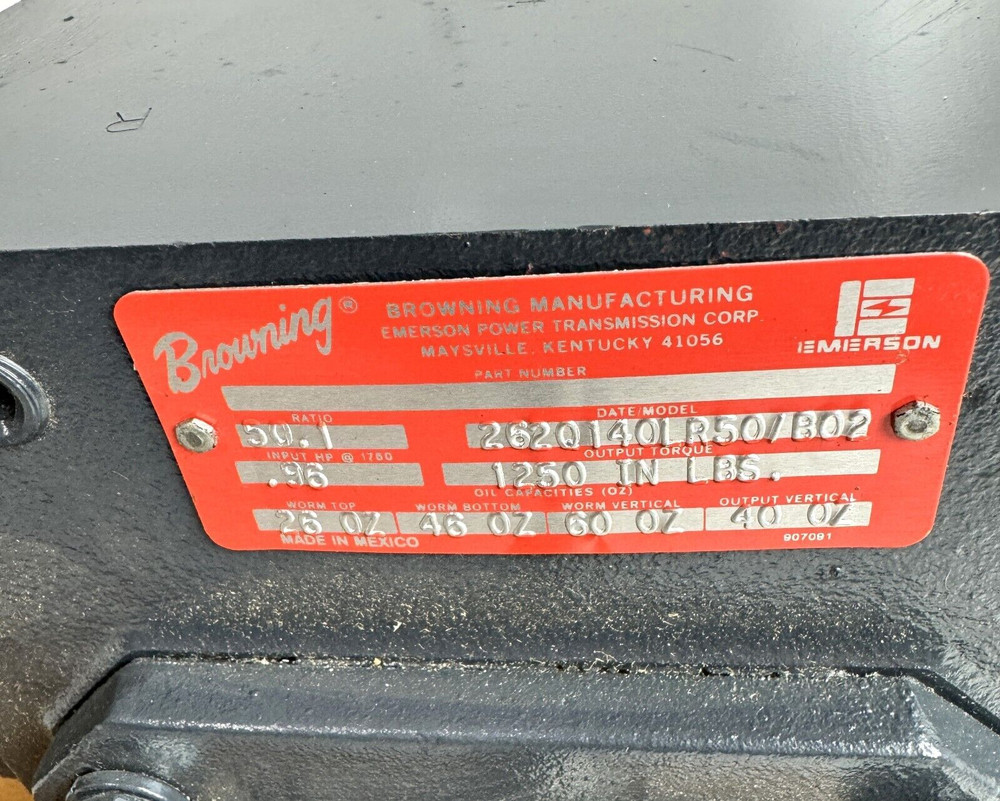 Browning®
BROWNING MANUFACTURING
EMERSON POWER TRANSMISSION CORP.
MAYSVILLE, KENTUCKY 41056
EMERSON
PART NUMBER
RATIO
DATE/MODEL
50.1
262Q140LR50/B02
INPUT HP @ 1750
OUTPUT TORQUE
.96
1250 IN LBS.
OIL CAPACITIES (OZ)
WORM TOP
WORM BOTTOM
WORM VERTICAL
OUTPUT VERTICAL
26 OZ
46 OZ
60 OZ
40 OZ
MADE IN MEXICO
907091